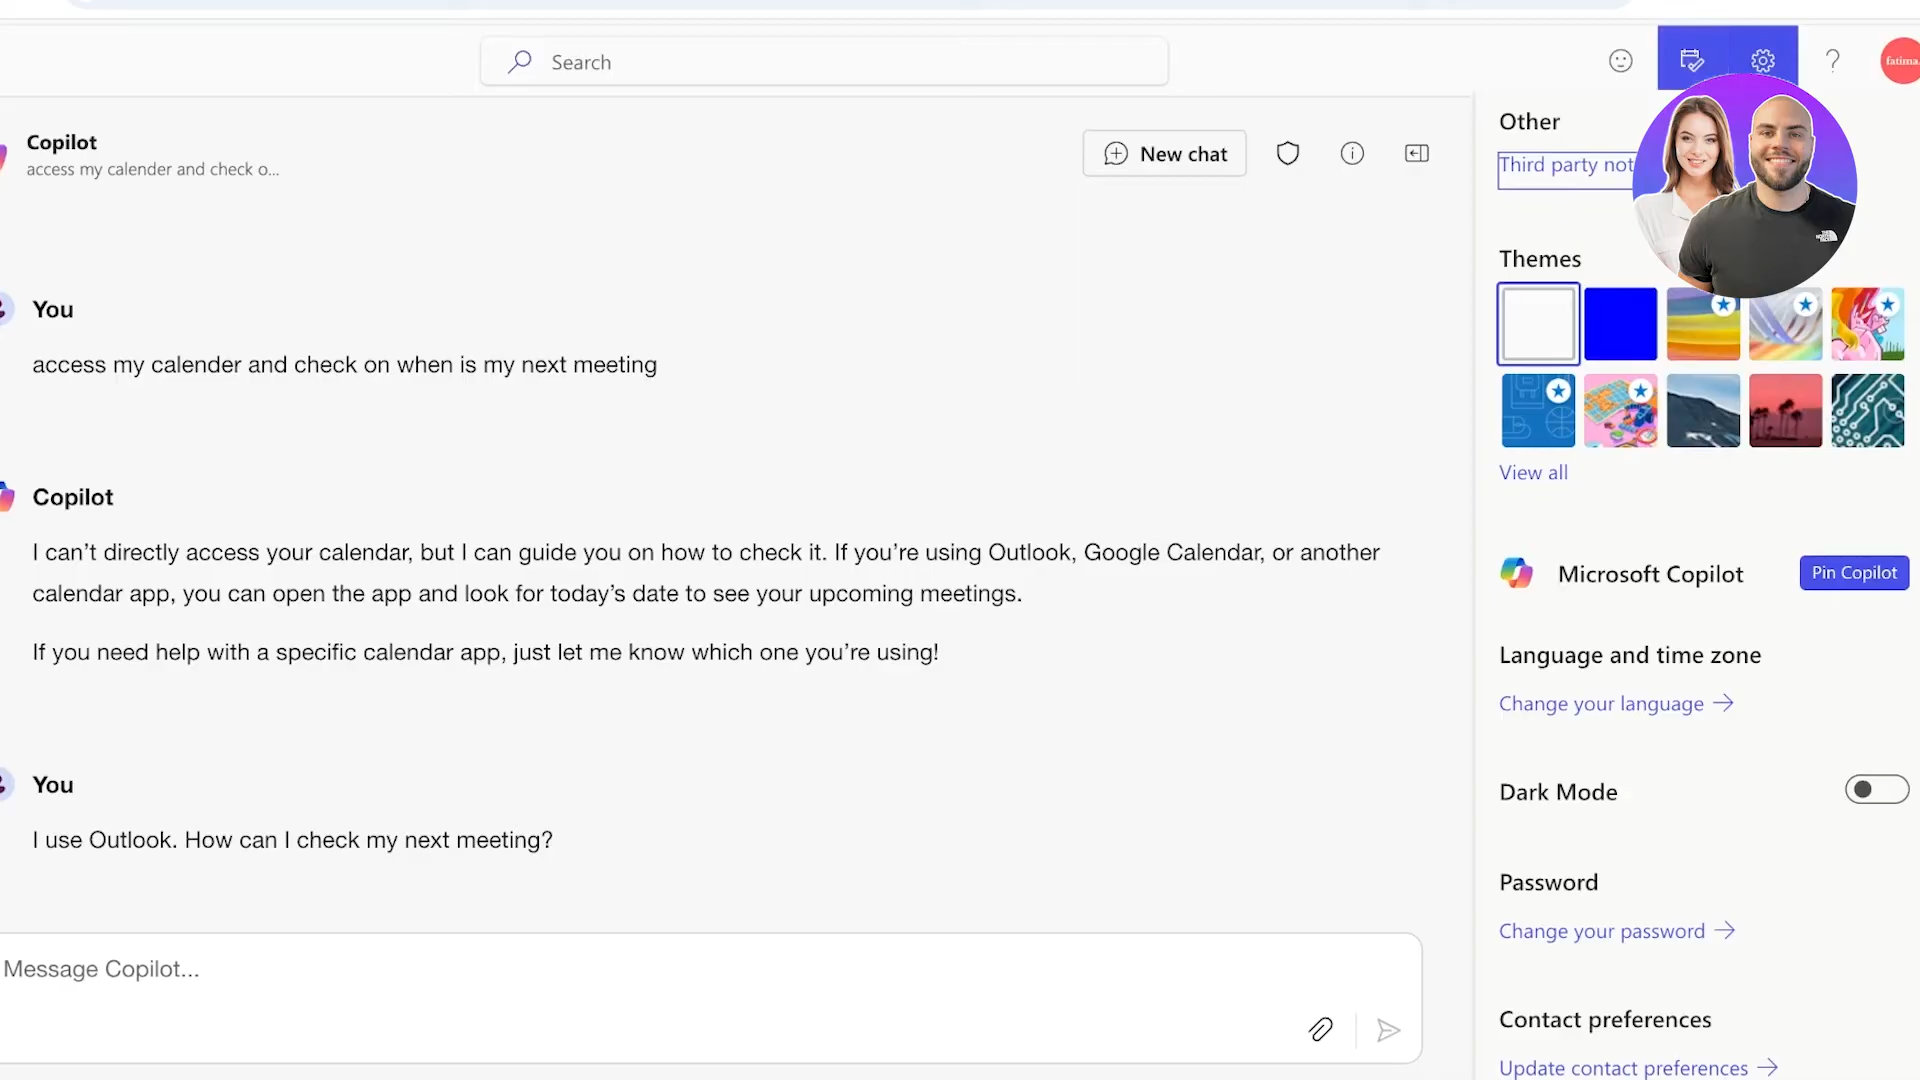 Search
fatima.
Copilot
access my calender and check o...
New chat
You
access my calender and check on when is my next meeting
Copilot
I can’t directly access your calendar, but I can guide you on how to check it. If you’re using Outlook, Google Calendar, or another
calendar app, you can open the app and look for today’s date to see your upcoming meetings.
If you need help with a specific calendar app, just let me know which one you’re using!
You
I use Outlook. How can I check my next meeting?
Message Copilot...
Other
Third party not
THE NORTH FACE
Themes
View all
Microsoft Copilot
Pin Copilot
Language and time zone
Change your language
Dark Mode
Password
Change your password
Contact preferences
Update contact preferences